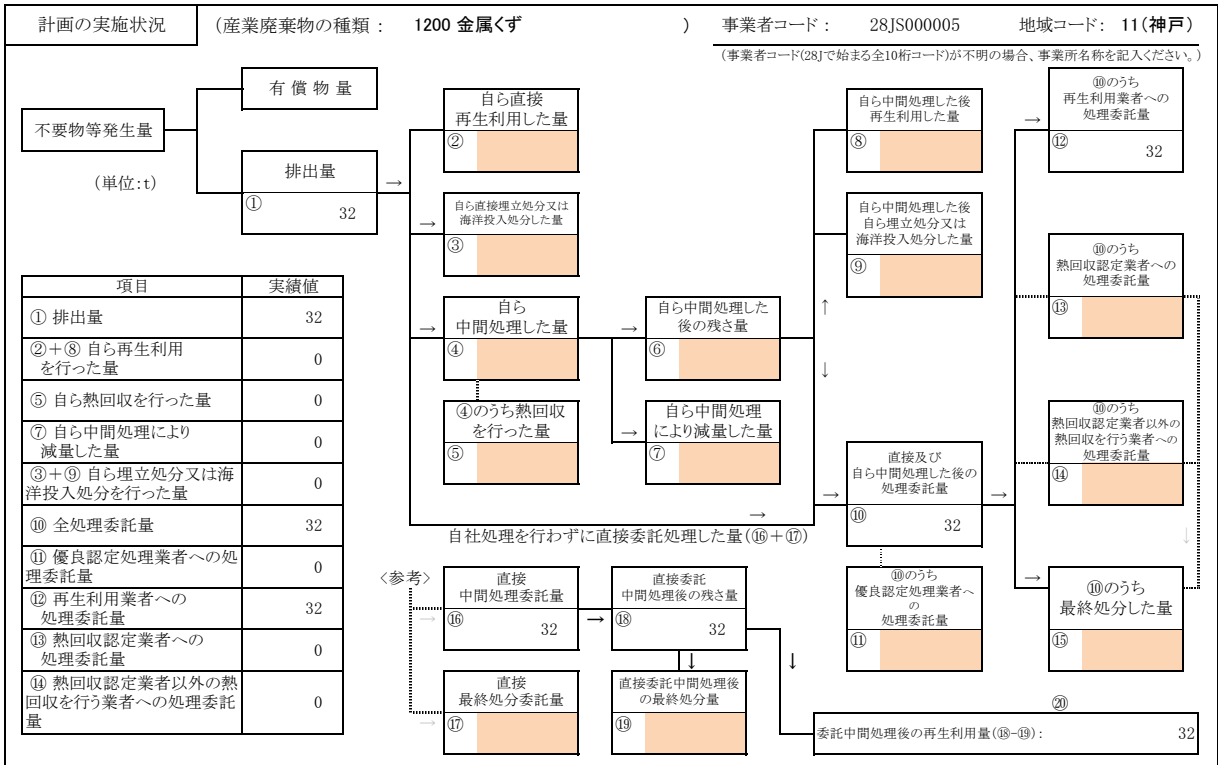 計画の実施状況
(産業廃棄物の種類： 1200 金属くず )
事業者コード： 28JS000005
地域コード： 11(神戸)
(事業者コード(28Jで始まる全10桁コード)が不明の場合、事業所名称を記入ください。)
不要物等発生量
(単位:t)
有償物量
排出量
→
①
32
自ら直接
再生利用した量
②
→
自ら直接埋立処分又は
海洋投入処分した量
③
→
自ら
中間処理した量
④
④のうち熱回収
を行った量
⑤
→
自ら中間処理した
後の残さ量
⑥
→
自ら中間処理
により減量した量
⑦
自ら中間処理した後
再生利用した量
⑧
自ら中間処理した後
自ら埋立処分又は
海洋投入処分した量
⑨
↑
↓
→
直接及び
自ら中間処理した後の
処理委託量
⑩
32
→
⑩のうち
優良認定処理業者へ
の
処理委託量
⑪
→
⑩のうち
再生利用業者への
処理委託量
⑫
32
⑩のうち
熱回収認定業者への
処理委託量
⑬
⑩のうち
熱回収認定業者以外の
熱回収を行う業者への
処理委託量
⑭
↓
→
⑩のうち
最終処分した量
⑮
項目 実績値
① 排出量 32
②＋⑧ 自ら再生利用
を行った量 0
⑤ 自ら熱回収を行った量 0
⑦ 自ら中間処理により
減量した量 0
③＋⑨ 自ら埋立処分又は海
洋投入処分を行った量 0
⑩ 全処理委託量 32
⑪ 優良認定処理業者への処
理委託量 0
⑫ 再生利用業者への
処理委託量 32
⑬ 熱回収認定業者への
処理委託量 0
⑭ 熱回収認定業者以外の熱
回収を行う業者への処理委託
量 0
→
自社処理を行わずに直接委託処理した量(⑯＋⑰)
〈参考〉
→
直接
中間処理委託量
⑯
32
→
直接委託
中間処理後の残さ量
⑱
32
↓
↓
→
直接
最終処分委託量
⑰
直接委託中間処理後
の最終処分量
⑲
⑳
委託中間処理後の再生利用量(⑱-⑲)： 32